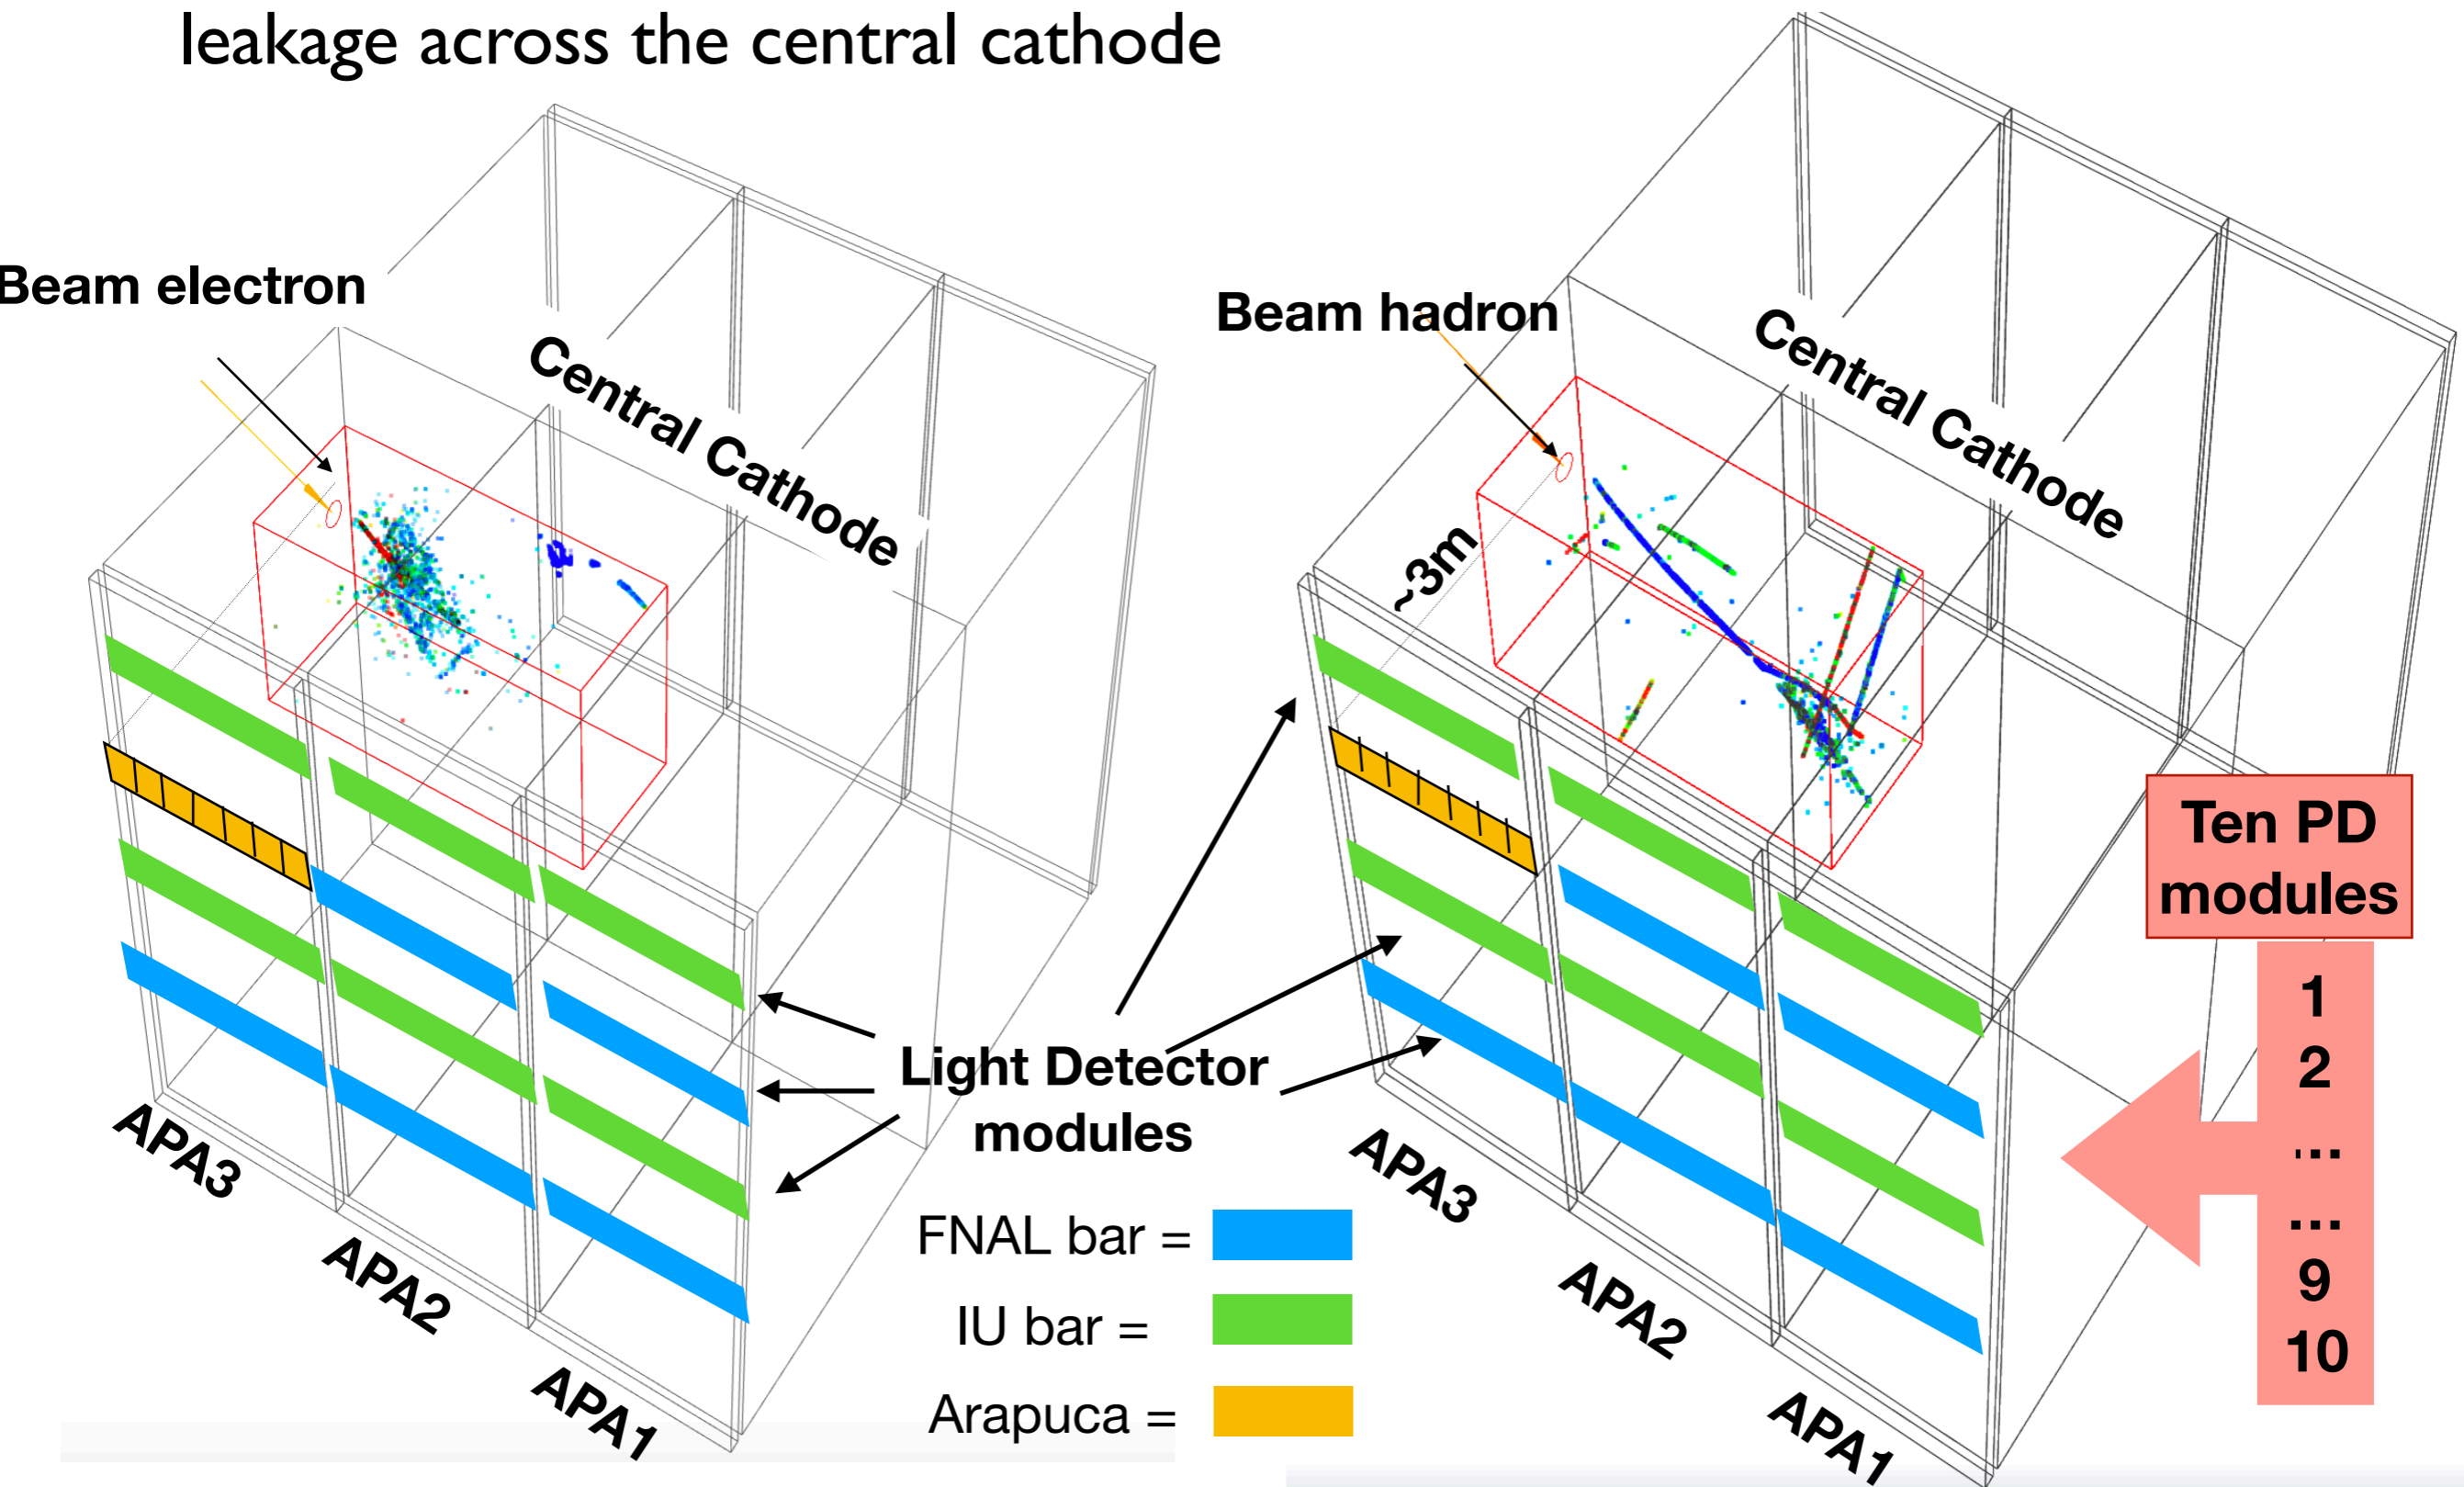 leakage across the central cathode
Beam electron
Central Cathode
APA3
APA2
APA1
Beam hadron
Central Cathode
~3m
APA3
APA2
APA1
Light Detector
modules
FNAL bar =
IU bar =
Arapuca =
Ten PD
modules
1
2
...
...
9
10